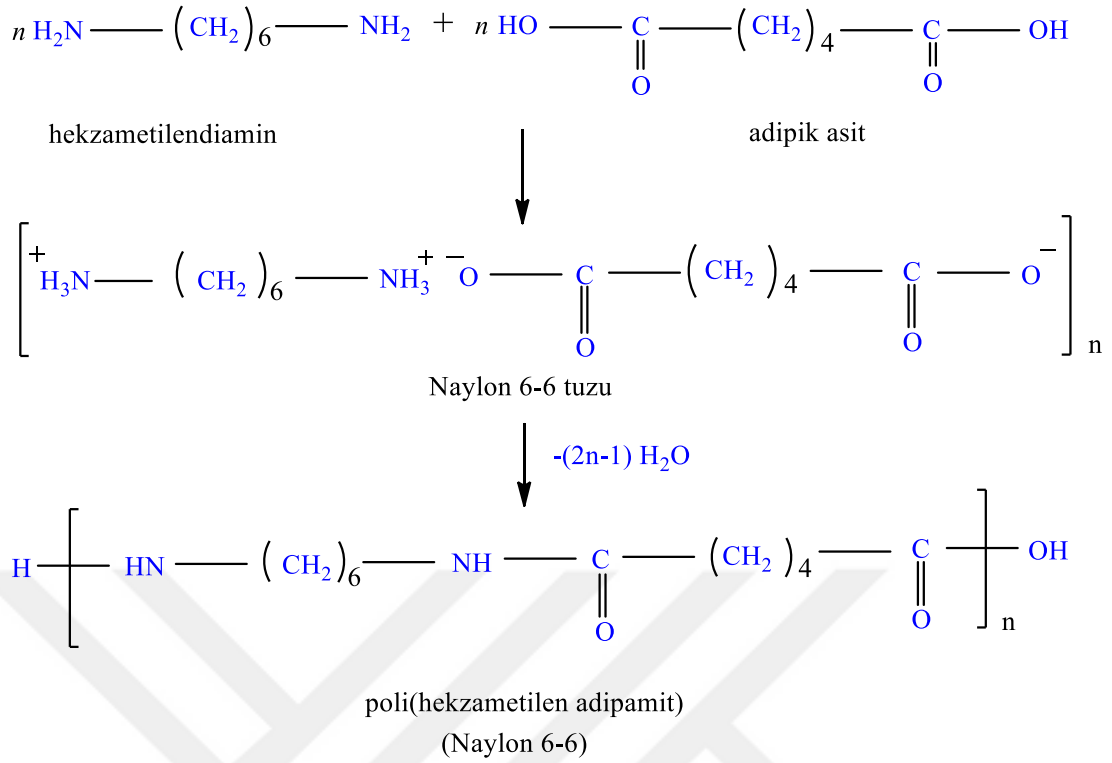 n H₂N (CH₂)₆ NH₂ + n HO C (CH₂)₄ C OH
O O
hekzametilendiamin adipik asit
[ ⁺H₃N (CH₂)₆ NH₃⁺ ⁻O C (CH₂)₄ C O⁻ ]n
O O
Naylon 6-6 tuzu
-(2n-1) H₂O
H [ HN (CH₂)₆ NH C (CH₂)₄ C ]n OH
O O
poli(hekzametilen adipamit)
(Naylon 6-6)